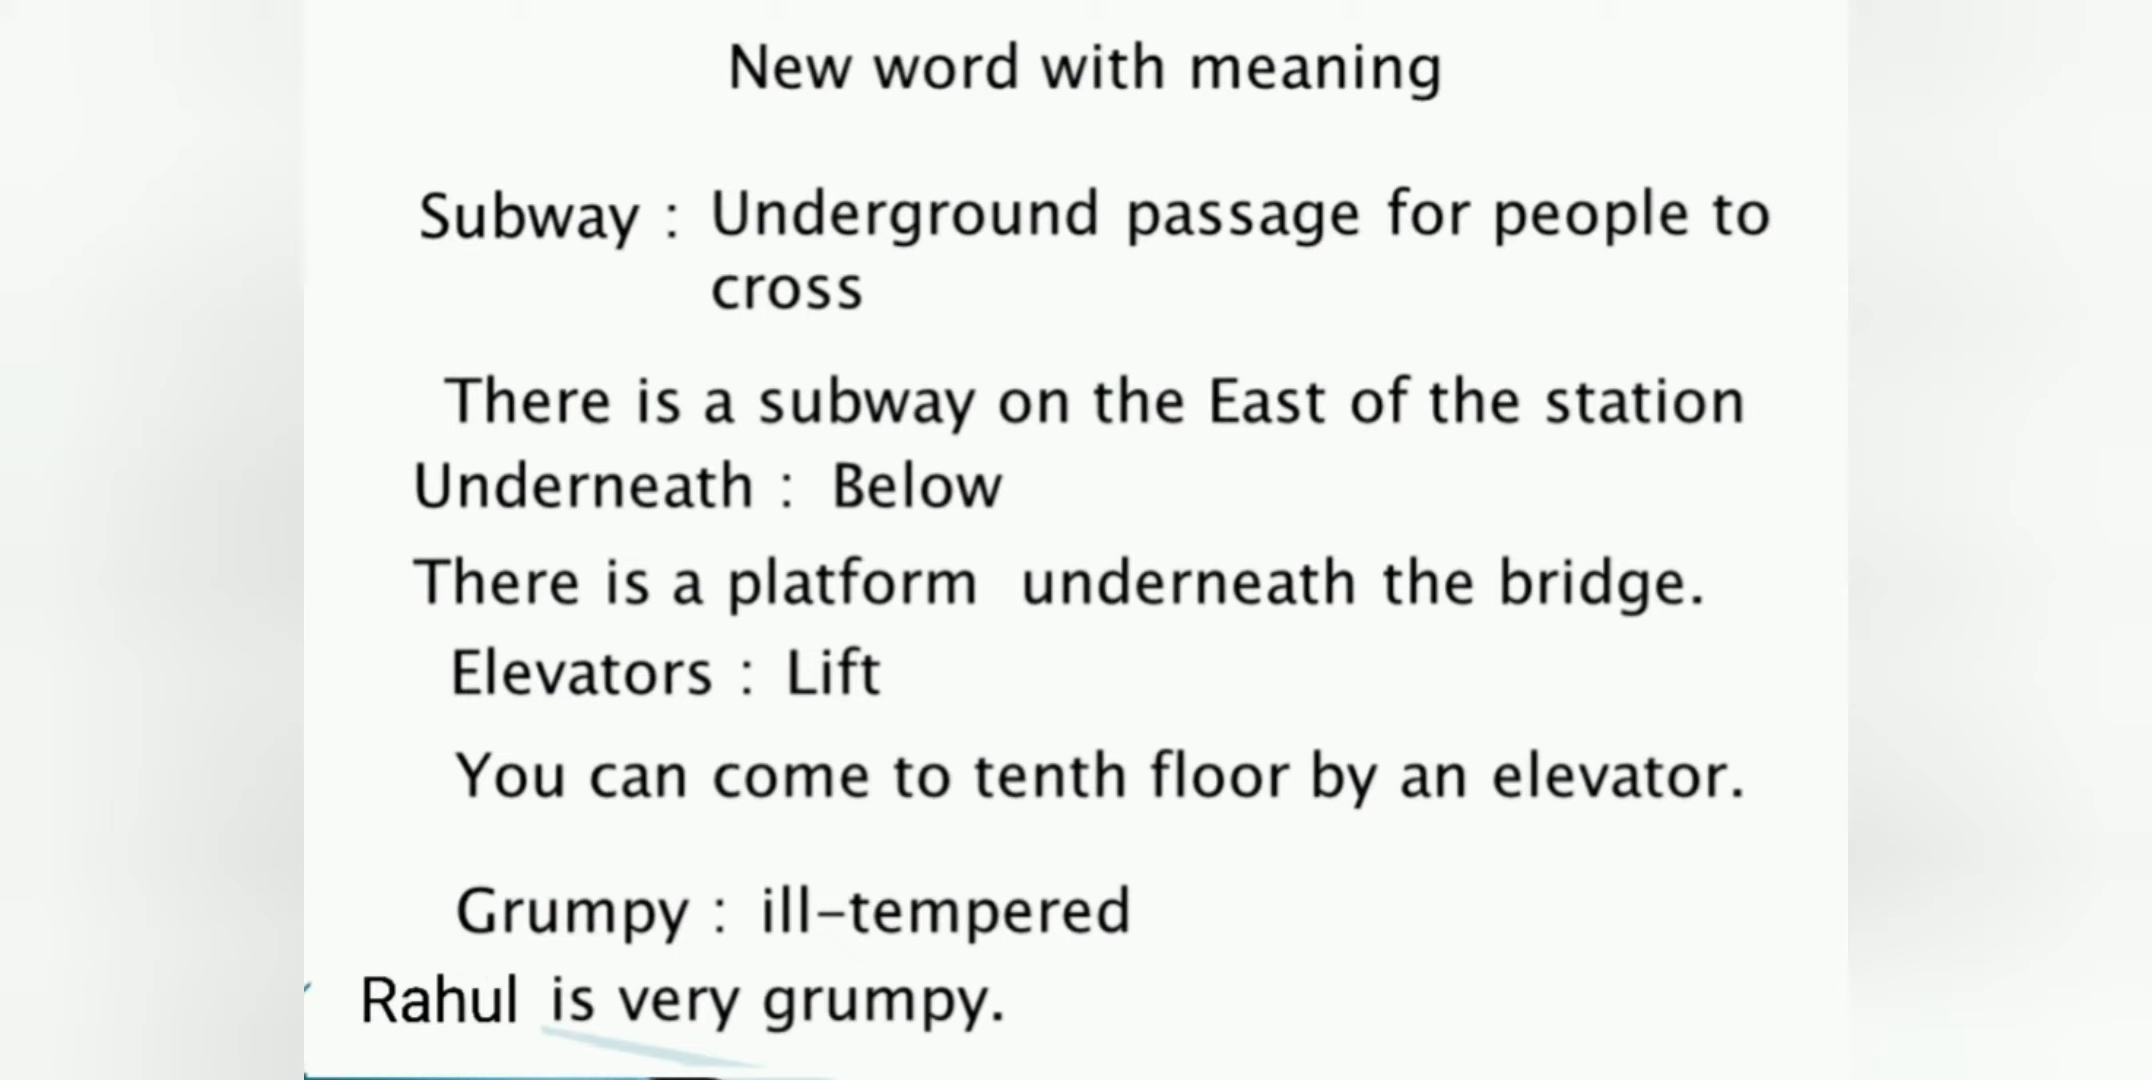 New word with meaning
Subway : Underground passage for people to
cross
There is a subway on the East of the station
Underneath : Below
There is a platform underneath the bridge.
Elevators : Lift
You can come to tenth floor by an elevator.
Grumpy : ill-tempered
Rahul is very grumpy.